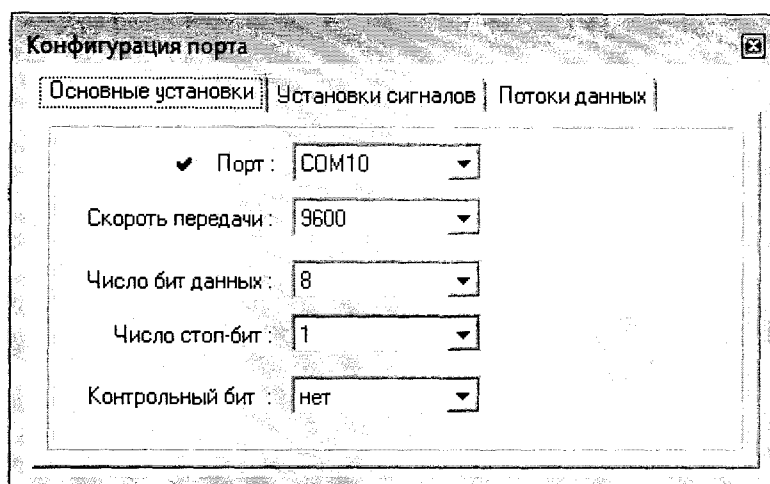 Конфигурация порта
Основные установки Установки сигналов Потоки данных
Порт : COM10
Скороть передачи : 9600
Число бит данных : 8
Число стоп-бит : 1
Контрольный бит : нет